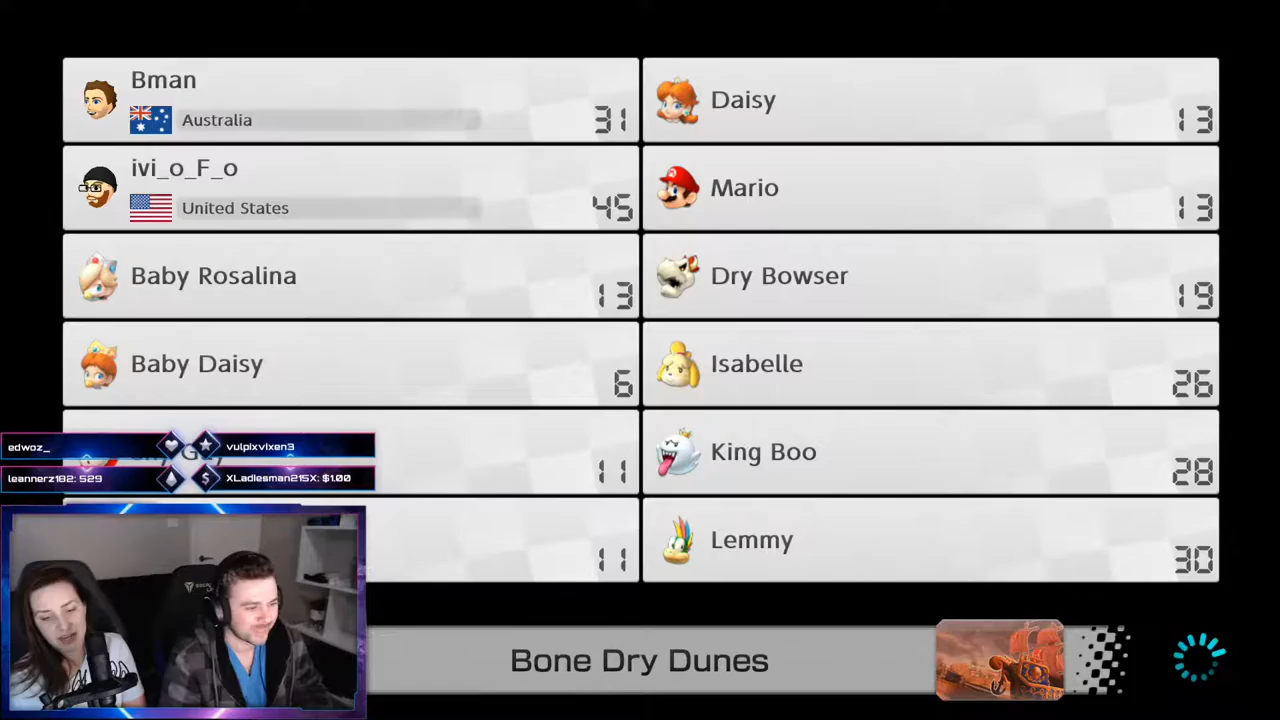 Bman
Australia
31
ivi_o_F_o
United States
45
Baby Rosalina
13
Baby Daisy
6
11
11
Daisy
13
Mario
13
Dry Bowser
19
Isabelle
26
King Boo
28
Lemmy
30
edwoz_
vulpixvixen3
leannerz182: 529
XLadiesman215X: $1.00
Bone Dry Dunes